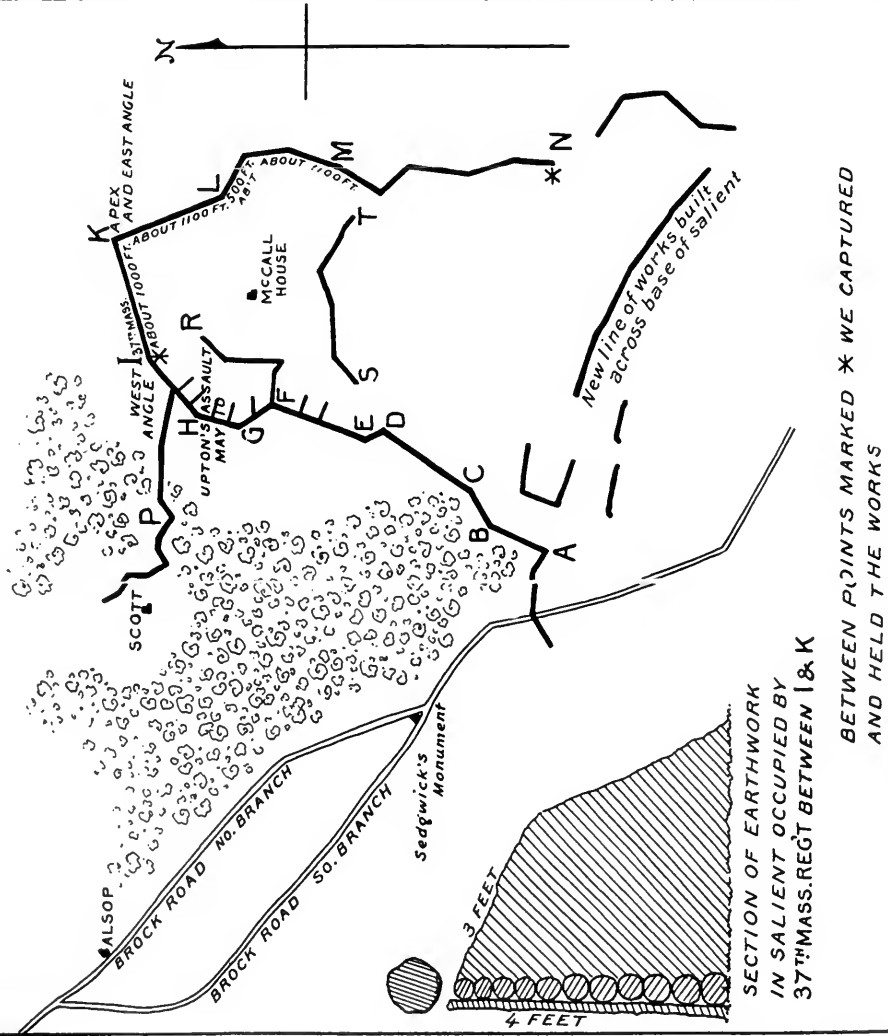 N
K
APEX
AND EAST ANGLE
ABOUT 1100 FT.
L
500 FT.
AB'T
ABOUT 1100 FT.
M
N
*
WEST
ANGLE
I
37TH MASS.
ABOUT 1000 FT.
*
McCALL
HOUSE
R
T
S
H
UPTON'S ASSAULT
MAY 10
G
F
E
D
C
B
A
P
SCOTT
New line of works built
across base of salient
ALSOP
BROCK ROAD NO. BRANCH
BROCK ROAD SO. BRANCH
Sedgwick's
Monument
3 FEET
4 FEET
SECTION OF EARTHWORK
IN SALIENT OCCUPIED BY
37TH MASS. REG'T BETWEEN I & K
BETWEEN POINTS MARKED * WE CAPTURED
AND HELD THE WORKS